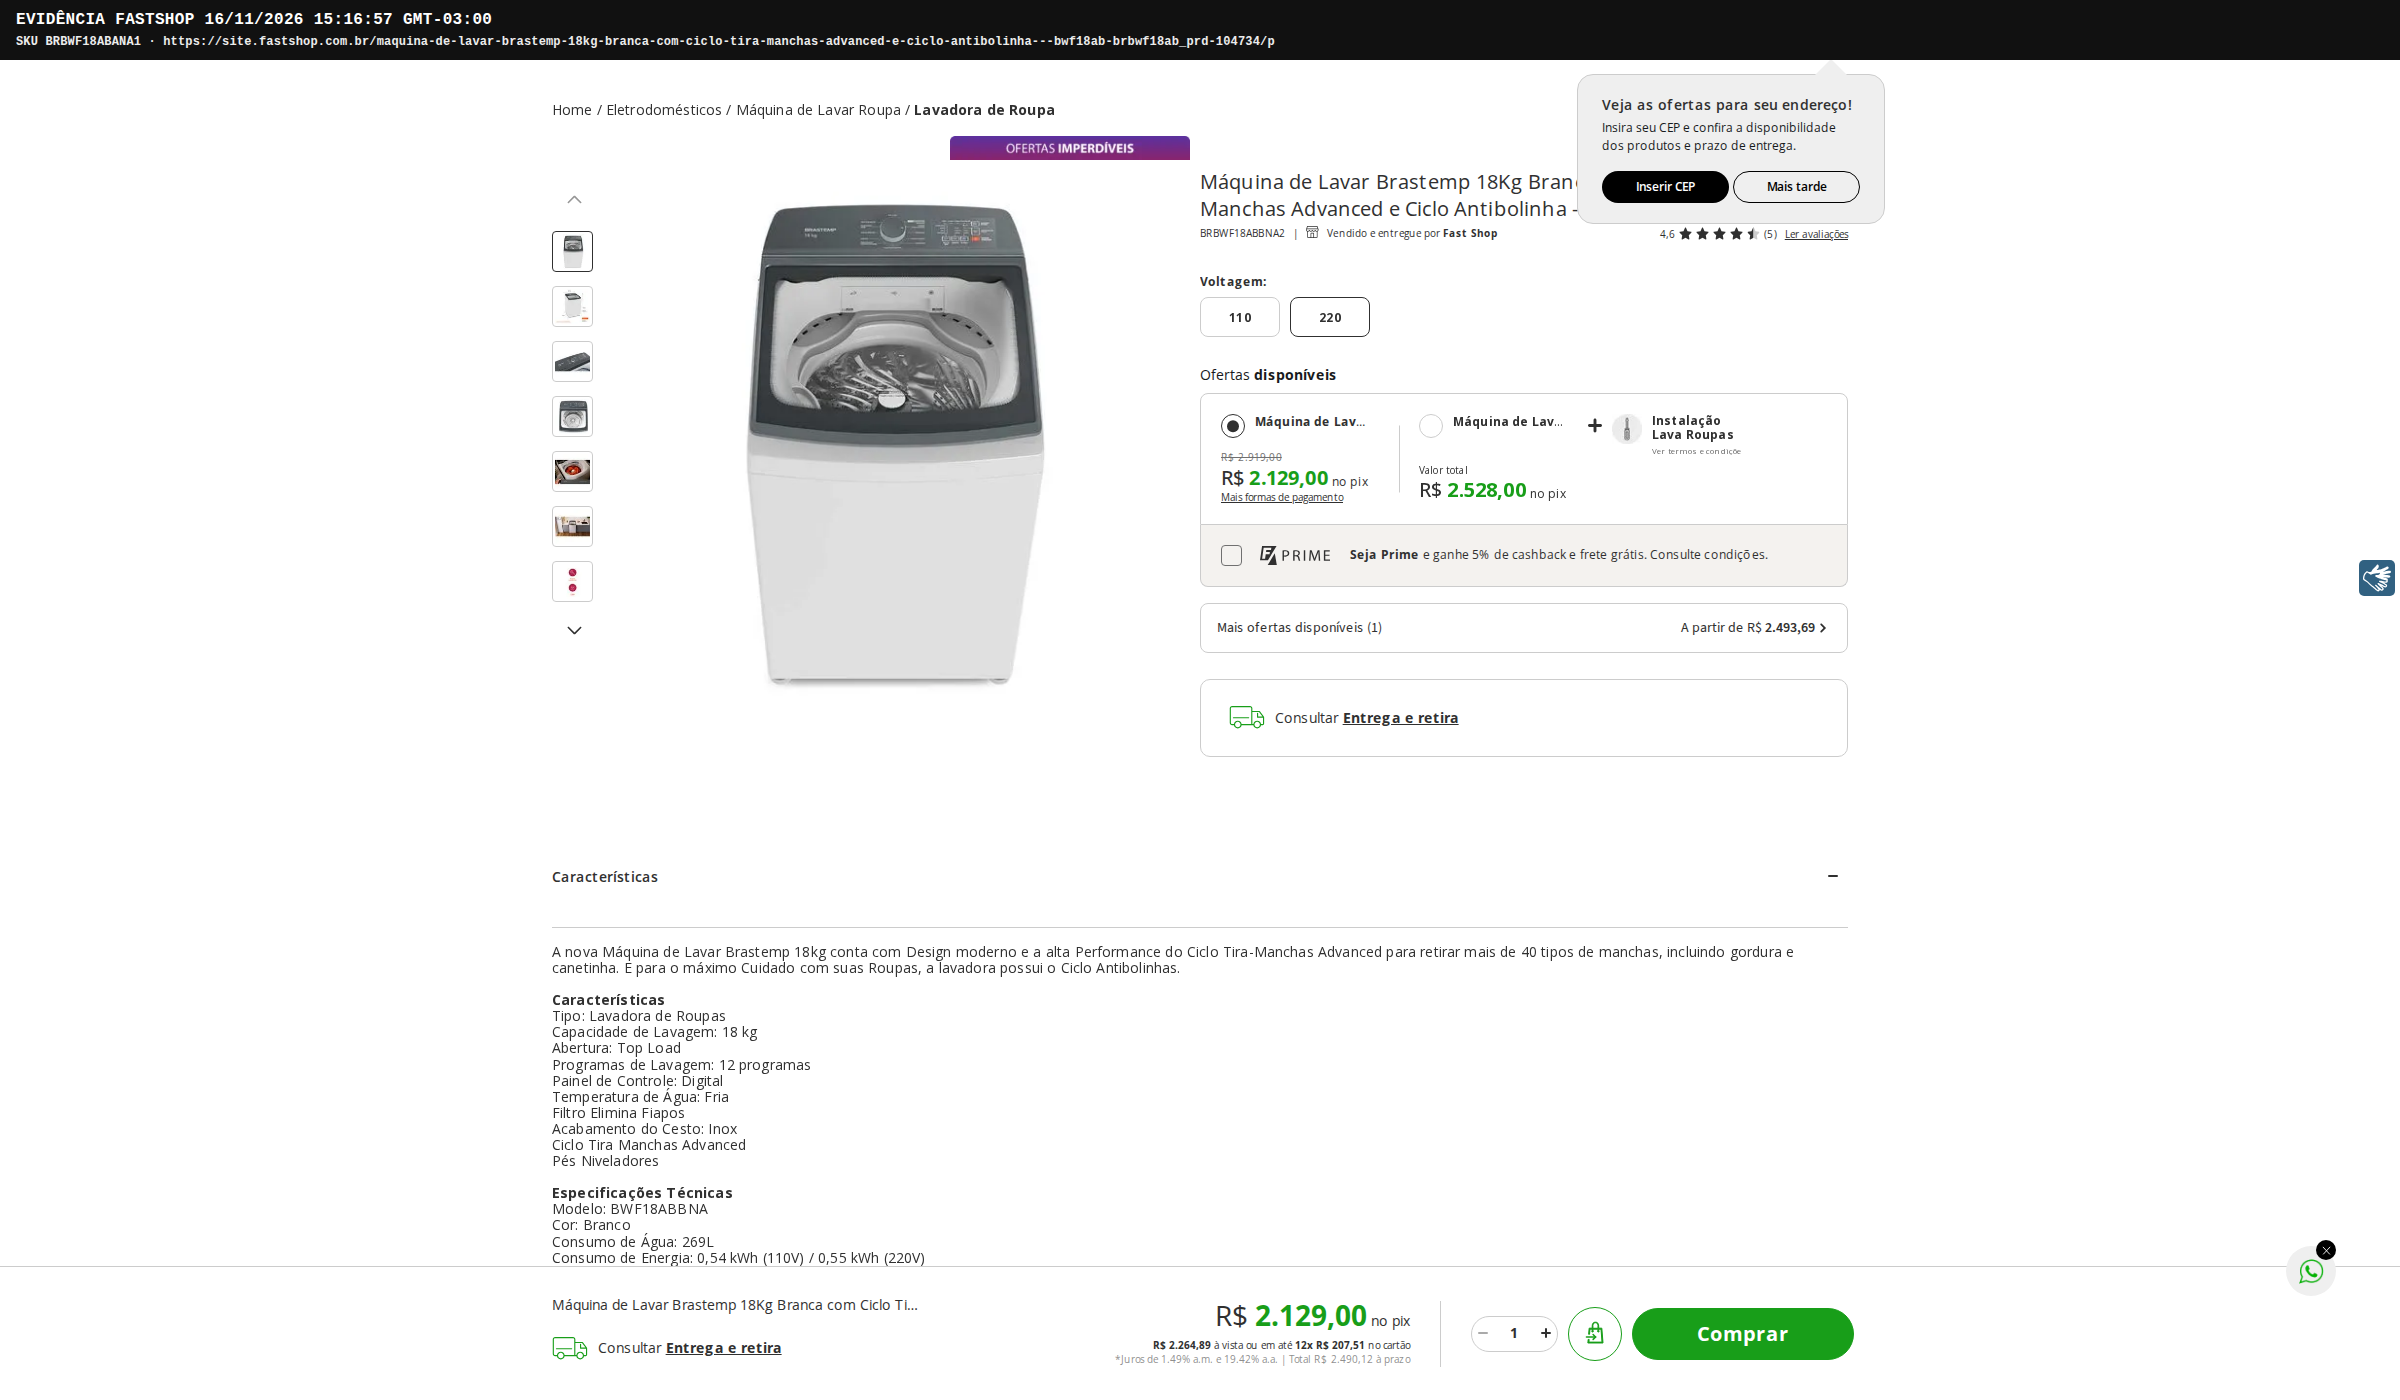 EVIDÊNCIA FASTSHOP 16/11/2026 15:16:57 GMT-03:00
SKU BRBWF18ABANA1 · https://site.fastshop.com.br/maquina-de-lavar-brastemp-18kg-branca-com-ciclo-tira-manchas-advanced-e-ciclo-antibolinha---bwf18ab-brbwf18ab_prd-104734/p
Veja as ofertas para seu endereço!
Insira seu CEP e confira a disponibilidade
dos produtos e prazo de entrega.
Inserir CEP
Mais tarde
Home / Eletrodomésticos / Máquina de Lavar Roupa / Lavadora de Roupa
OFERTAS IMPERDÍVEIS
BRASTEMP
Máquina de Lavar Brastemp 18Kg Branc
Manchas Advanced e Ciclo Antibolinha -
BRBWF18ABBNA2 | Vendido e entregue por Fast Shop
4,6 (5) Ler avaliações
Voltagem:
110
220
Ofertas disponíveis
Máquina de Lav...
R$ 2.919,00
R$ 2.129,00 no pix
Mais formas de pagamento
Máquina de Lav...
+
Instalação
Lava Roupas
Ver termos e condiçõe
Valor total
R$ 2.528,00 no pix
PRIME Seja Prime e ganhe 5% de cashback e frete grátis. Consulte condições.
Mais ofertas disponíveis (1)
A partir de R$ 2.493,69
Consultar Entrega e retira
Características
A nova Máquina de Lavar Brastemp 18kg conta com Design moderno e a alta Performance do Ciclo Tira-Manchas Advanced para retirar mais de 40 tipos de manchas, incluindo gordura e
canetinha. E para o máximo Cuidado com suas Roupas, a lavadora possui o Ciclo Antibolinhas.
Características
Tipo: Lavadora de Roupas
Capacidade de Lavagem: 18 kg
Abertura: Top Load
Programas de Lavagem: 12 programas
Painel de Controle: Digital
Temperatura de Água: Fria
Filtro Elimina Fiapos
Acabamento do Cesto: Inox
Ciclo Tira Manchas Advanced
Pés Niveladores
Especificações Técnicas
Modelo: BWF18ABBNA
Cor: Branco
Consumo de Água: 269L
Consumo de Energia: 0,54 kWh (110V) / 0,55 kWh (220V)
Máquina de Lavar Brastemp 18Kg Branca com Ciclo Ti...
Consultar Entrega e retira
R$ 2.129,00 no pix
R$ 2.264,89 à vista ou em até 12x R$ 207,51 no cartão
*Juros de 1.49% a.m. e 19.42% a.a. | Total R$ 2.490,12 à prazo
1
Comprar